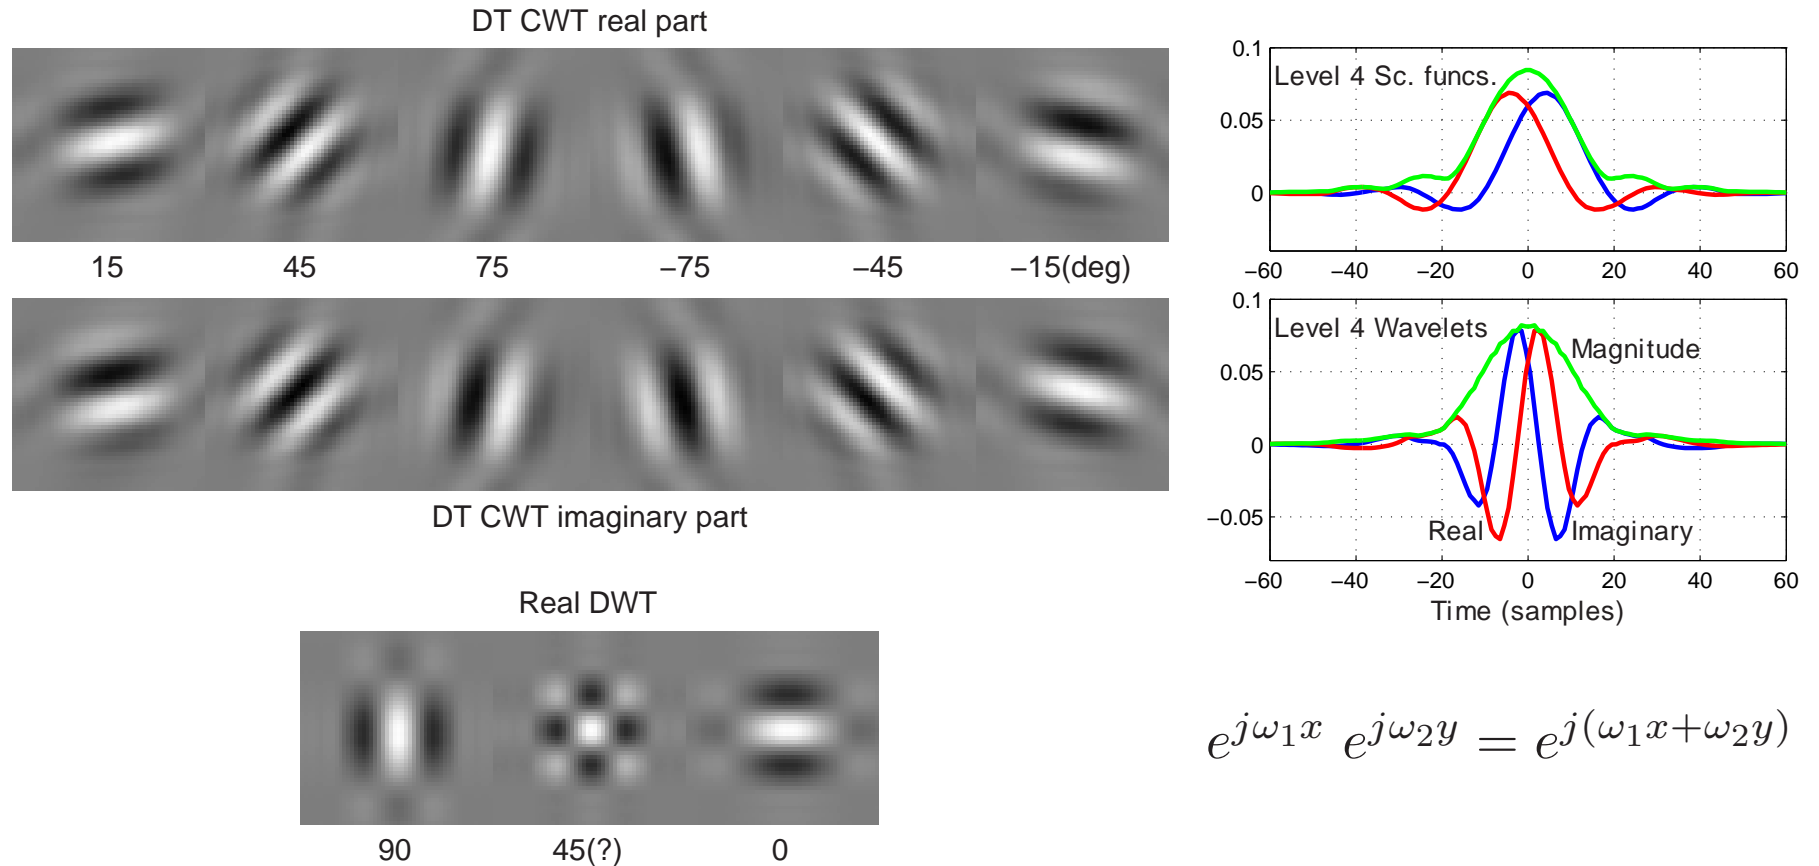 DT CWT real part
15 45 75 −75 −45 −15(deg)
DT CWT imaginary part
Real DWT
90 45(?) 0
0.1
Level 4 Sc. funcs.
0.05
0
−60 −40 −20 0 20 40 60
0.1
Level 4 Wavelets
Magnitude
0.05
0
−0.05
Real
Imaginary
−60 −40 −20 0 20 40 60
Time (samples)
e^{jω₁x} e^{jω₂y} = e^{j(ω₁x+ω₂y)}